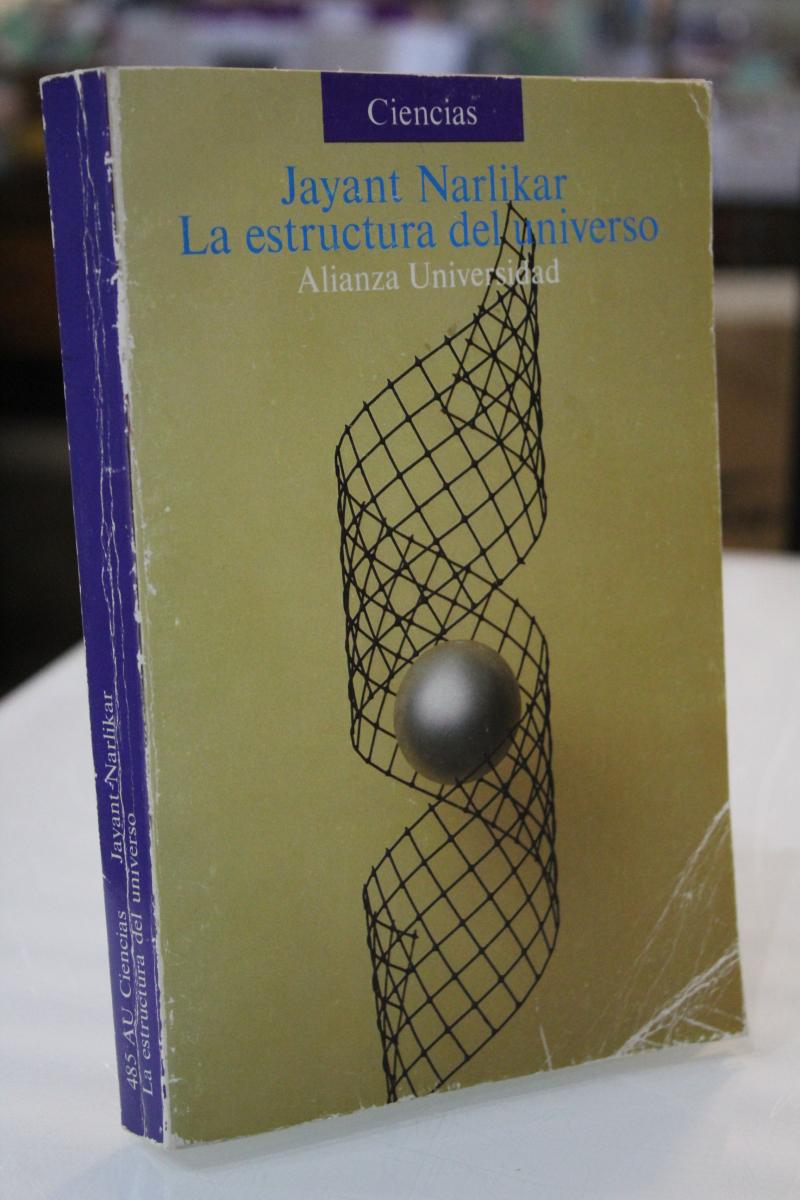 Ciencias
Jayant Narlikar
La estructura del universo
Alianza Universidad
485 AU Ciencias Jayant Narlikar
La estructura del universo